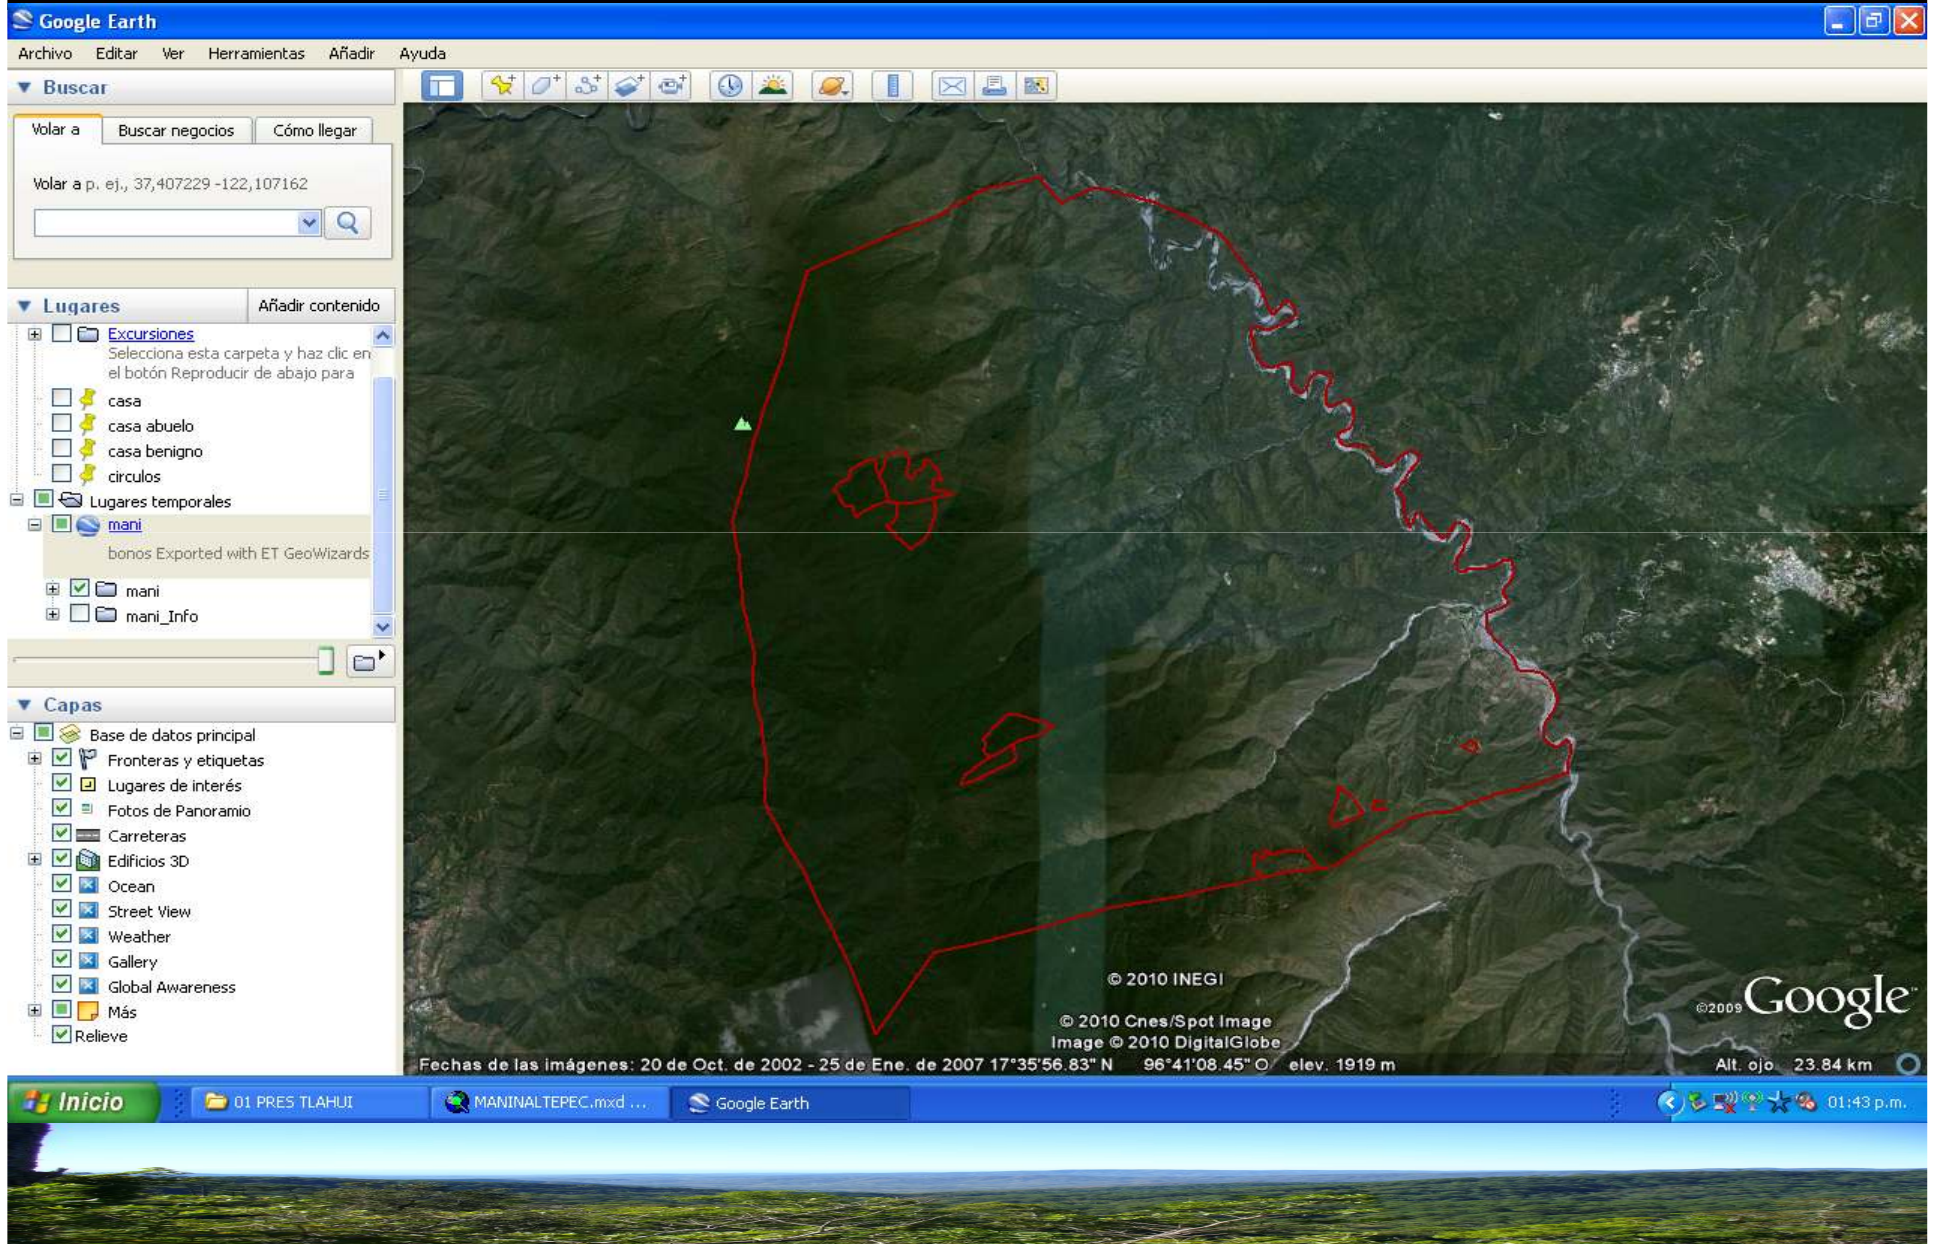 Google Earth
Archivo Editar Ver Herramientas Añadir Ayuda
Buscar
Volar a Buscar negocios Cómo llegar
Volar a p. ej., 37,407229 -122,107162
Lugares Añadir contenido
Excursiones
Selecciona esta carpeta y haz clic en
el botón Reproducir de abajo para
casa
casa abuelo
casa benigno
circulos
Lugares temporales
mani
bonos Exported with ET GeoWizards
mani
mani_Info
Capas
Base de datos principal
Fronteras y etiquetas
Lugares de interés
Fotos de Panoramio
Carreteras
Edificios 3D
Ocean
Street View
Weather
Gallery
Global Awareness
Más
Relieve
© 2010 INEGI
© 2010 Cnes/Spot Image
Image © 2010 DigitalGlobe
©2009 Google
Fechas de las imágenes: 20 de Oct. de 2002 - 25 de Ene. de 2007 17°35'56.83" N 96°41'08.45" O elev. 1919 m Alt. ojo 23.84 km
Inicio 01 PRES TLAHUI MANINALTEPEC.mxd ... Google Earth 01:43 p.m.